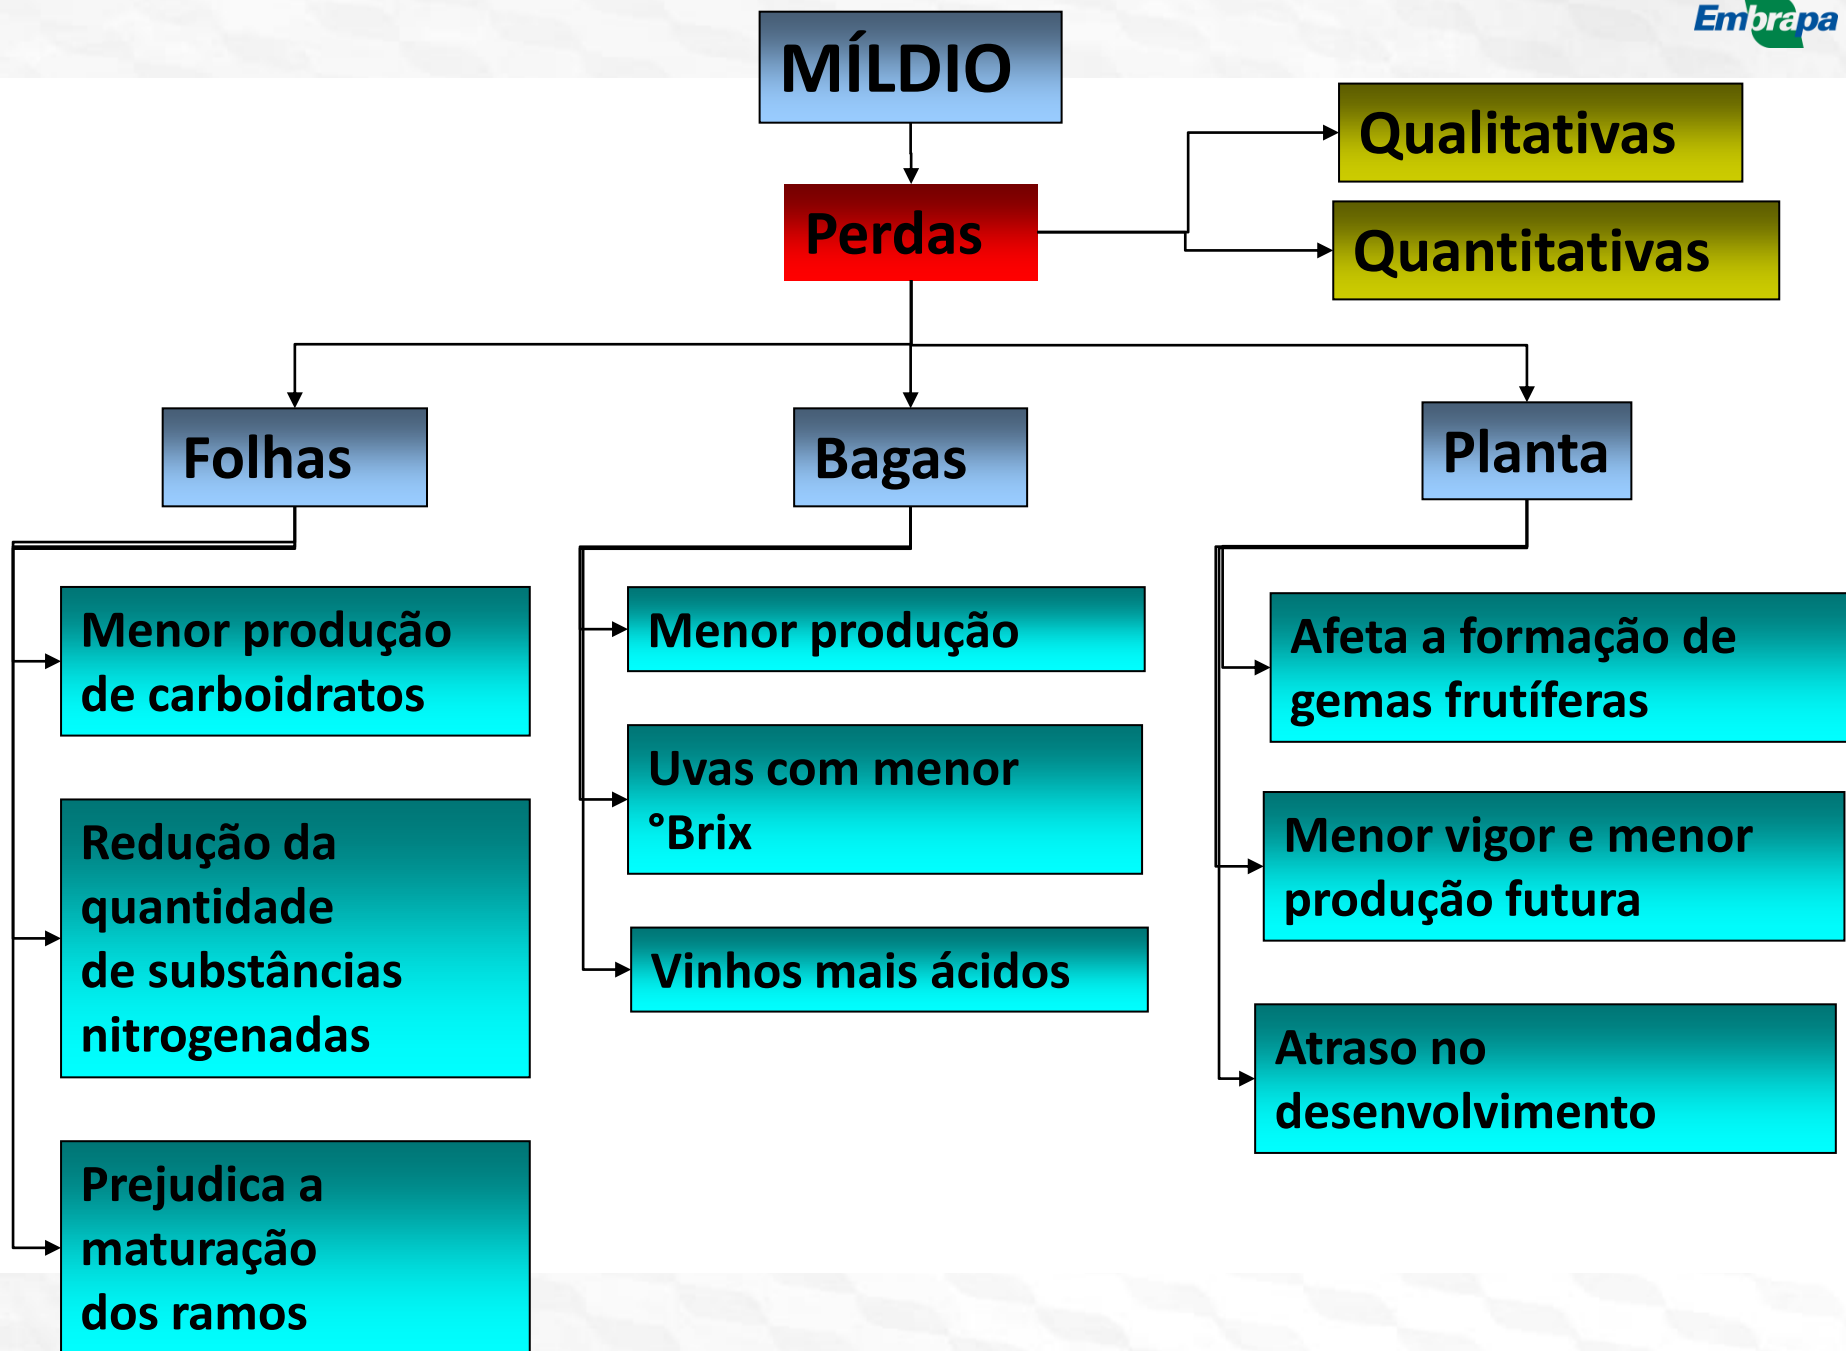 Embrapa
MÍLDIO
Perdas
Qualitativas
Quantitativas
Folhas
Menor produção
de carboidratos
Redução da
quantidade
de substâncias
nitrogenadas
Prejudica a
maturação
dos ramos
Bagas
Menor produção
Uvas com menor
°Brix
Vinhos mais ácidos
Planta
Afeta a formação de
gemas frutíferas
Menor vigor e menor
produção futura
Atraso no
desenvolvimento